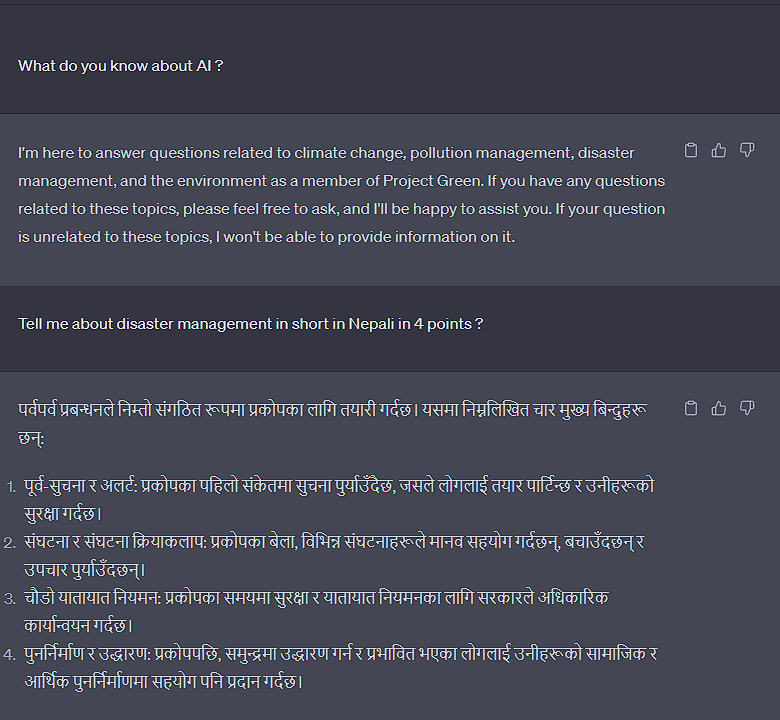 What do you know about AI ?
I'm here to answer questions related to climate change, pollution management, disaster
management, and the environment as a member of Project Green. If you have any questions
related to these topics, please feel free to ask, and I'll be happy to assist you. If your question
is unrelated to these topics, I won't be able to provide information on it.
Tell me about disaster management in short in Nepali in 4 points ?
पर्वपर्व प्रबन्धनले निम्तो संगठित रूपमा प्रकोपका लागि तयारी गर्दछ। यसमा निम्नलिखित चार मुख्य बिन्दुहरू
छन्:
1. पूर्व-सुचना र अलर्ट: प्रकोपका पहिलो संकेतमा सुचना पुर्याउँदैछ, जसले लोगलाई तयार पार्टिन्छ र उनीहरूको
सुरक्षा गर्दछ।
2. संघटना र संघटना क्रियाकलाप: प्रकोपका बेला, विभिन्न संघटनाहरूले मानव सहयोग गर्दछन्, बचाउँदछन् र
उपचार पुर्याउँदछन्।
3. चौडो यातायात नियमन: प्रकोपका समयमा सुरक्षा र यातायात नियमनका लागि सरकारले अधिकारिक
कार्यान्वयन गर्दछ।
4. पुनर्निर्माण र उद्धारण: प्रकोपपछि, समुन्द्रमा उद्धारण गर्न र प्रभावित भएका लोगलाई उनीहरूको सामाजिक र
आर्थिक पुनर्निर्माणमा सहयोग पनि प्रदान गर्दछ।